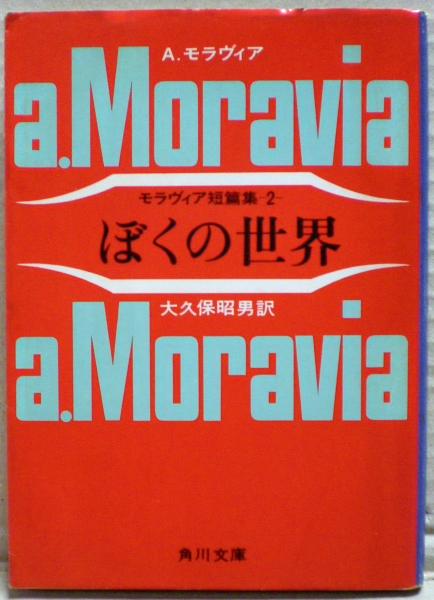 A.モラヴィア
a.Moravia
モラヴィア短篇集-2-
ぼくの世界
大久保昭男訳
a.Moravia
角川文庫